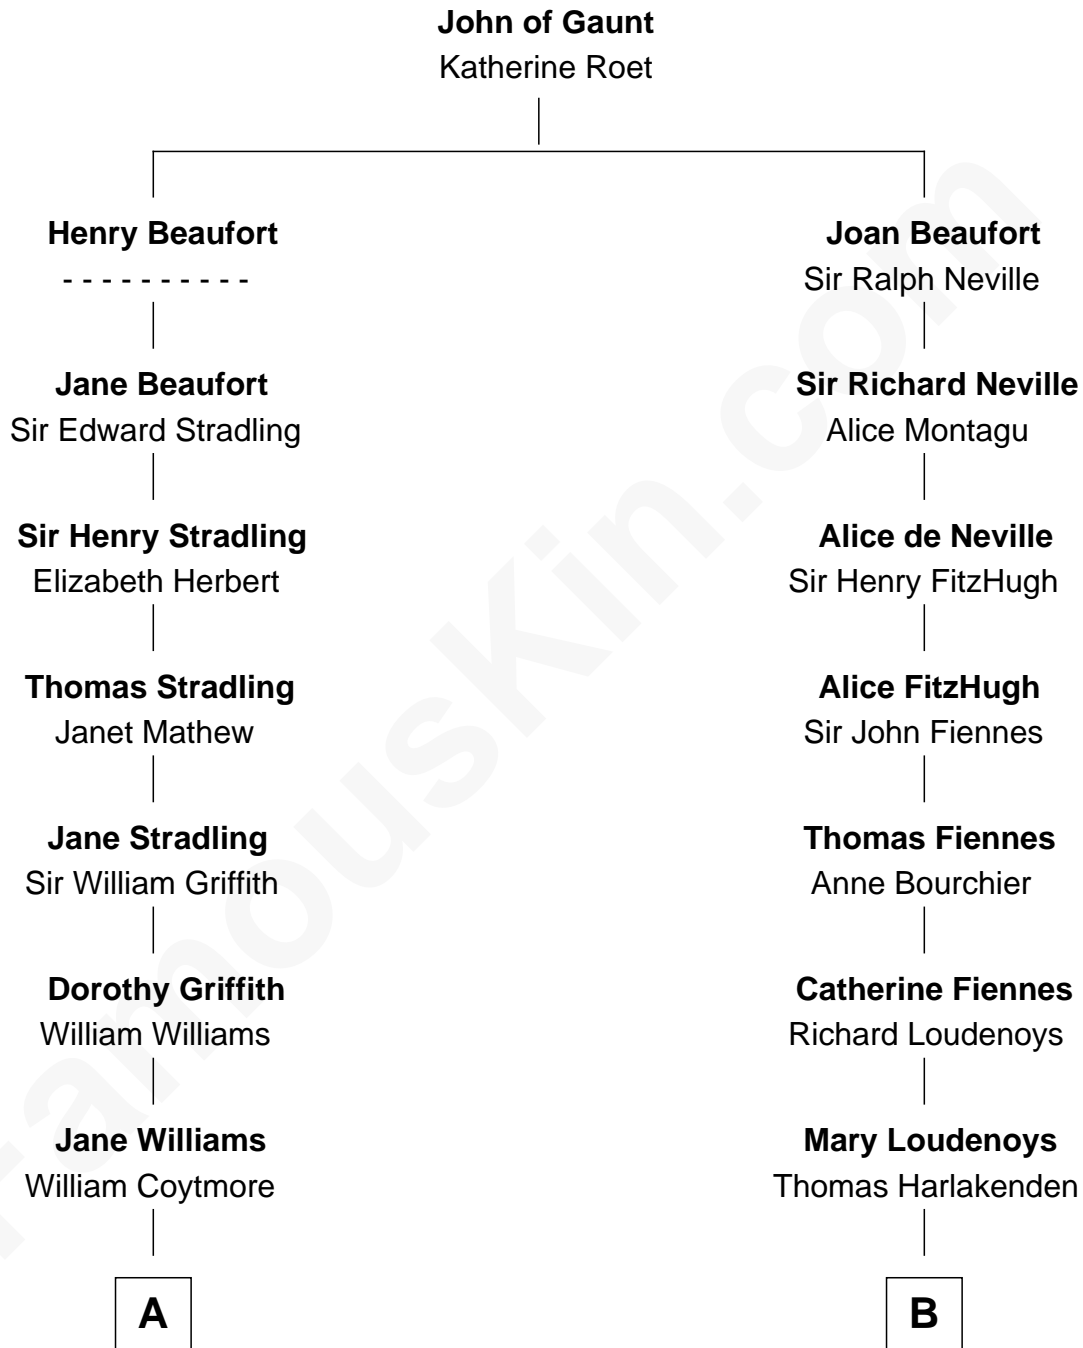 John of Gaunt
Katherine Roet
Henry Beaufort
- - - - - - - - - -
Jane Beaufort
Sir Edward Stradling
Sir Henry Stradling
Elizabeth Herbert
Thomas Stradling
Janet Mathew
Jane Stradling
Sir William Griffith
Dorothy Griffith
William Williams
Jane Williams
William Coytmore
A
Joan Beaufort
Sir Ralph Neville
Sir Richard Neville
Alice Montagu
Alice de Neville
Sir Henry FitzHugh
Alice FitzHugh
Sir John Fiennes
Thomas Fiennes
Anne Bourchier
Catherine Fiennes
Richard Loudenoys
Mary Loudenoys
Thomas Harlakenden
B
FamousKin.com